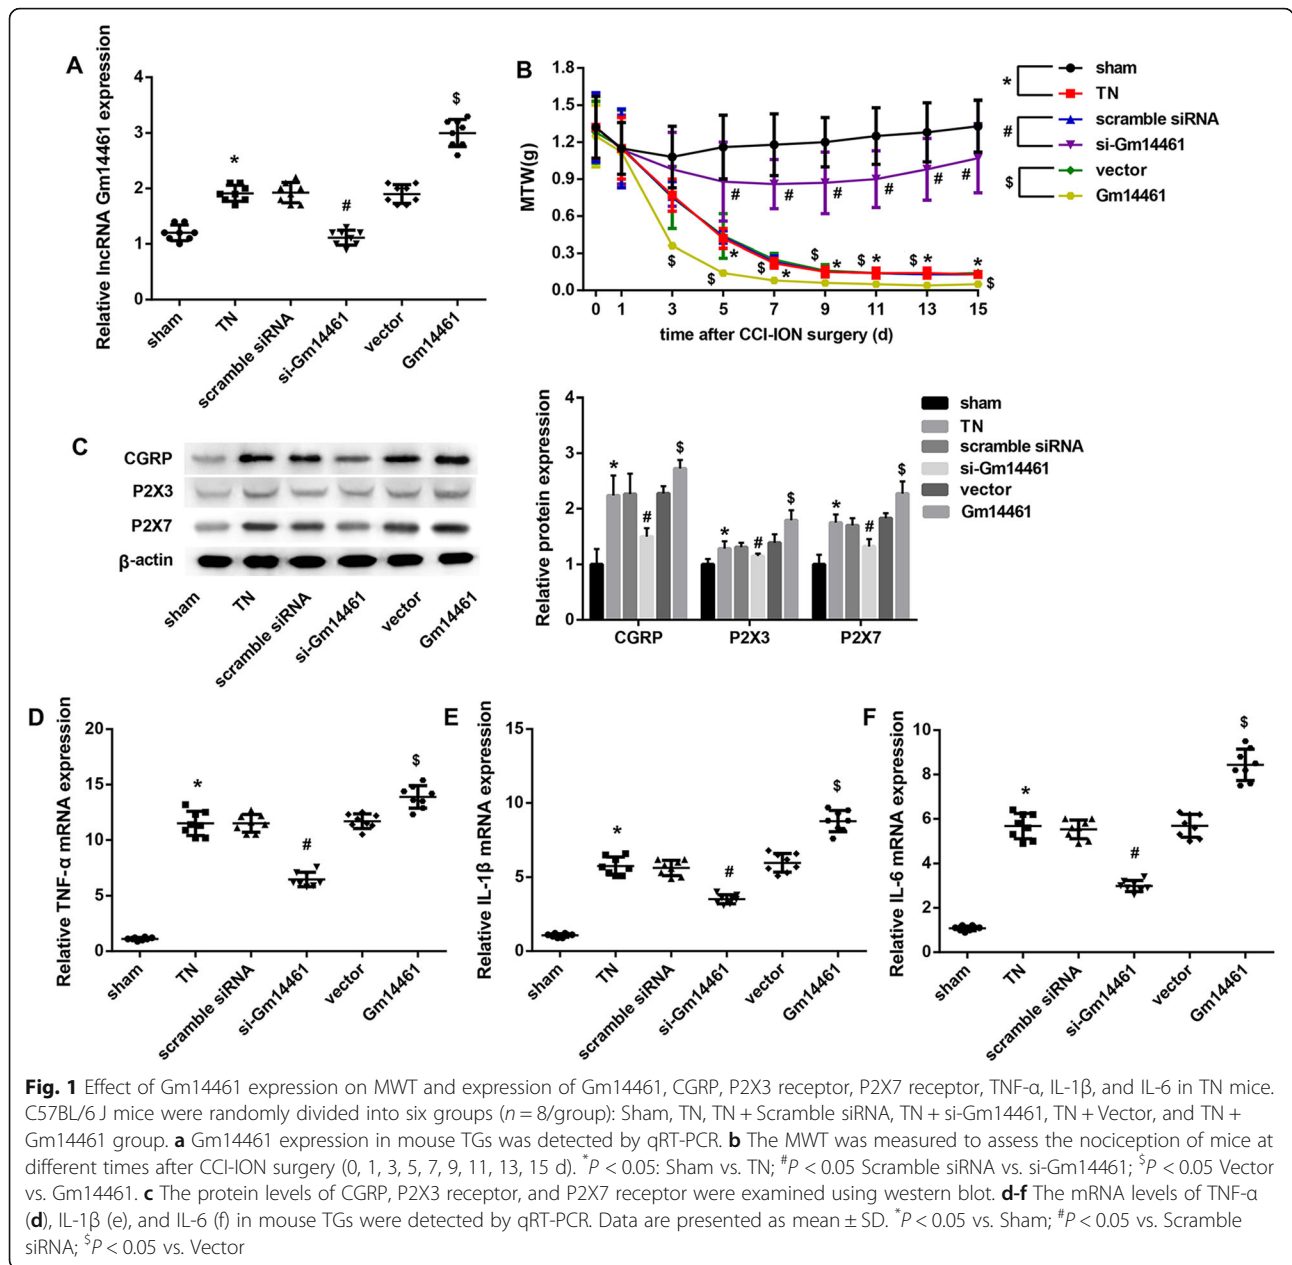 A
Relative lncRNA Gm14461 expression
4
3
2
1
0
*
#
$
sham
TN
scramble siRNA
si-Gm14461
vector
Gm14461
B
MTW(g)
1.8
1.5
1.2
0.9
0.6
0.3
0.0
# # # # # #
* * * * * *
$ $ $ $ $ $ $
0 1 3 5 7 9 11 13 15
time after CCI-ION surgery (d)
* sham
TN
# scramble siRNA
si-Gm14461
$ vector
Gm14461
C
CGRP
P2X3
P2X7
β-actin
sham
TN
scramble siRNA
si-Gm14461
vector
Gm14461
Relative protein expression
4
3
2
1
0
* # $
* # $
* # $
CGRP P2X3 P2X7
sham
TN
scramble siRNA
si-Gm14461
vector
Gm14461
D
Relative TNF-α mRNA expression
20
15
10
5
0
*
#
$
sham
TN
scramble siRNA
si-Gm14461
vector
Gm14461
E
Relative IL-1β mRNA expression
15
10
5
0
*
#
$
sham
TN
scramble siRNA
si-Gm14461
vector
Gm14461
F
Relative IL-6 mRNA expression
10
8
6
4
2
0
*
#
$
sham
TN
scramble siRNA
si-Gm14461
vector
Gm14461
Fig. 1 Effect of Gm14461 expression on MWT and expression of Gm14461, CGRP, P2X3 receptor, P2X7 receptor, TNF-α, IL-1β, and IL-6 in TN mice.
C57BL/6 J mice were randomly divided into six groups (n = 8/group): Sham, TN, TN + Scramble siRNA, TN + si-Gm14461, TN + Vector, and TN +
Gm14461 group. a Gm14461 expression in mouse TGs was detected by qRT-PCR. b The MWT was measured to assess the nociception of mice at
different times after CCI-ION surgery (0, 1, 3, 5, 7, 9, 11, 13, 15 d). *P < 0.05: Sham vs. TN; #P < 0.05 Scramble siRNA vs. si-Gm14461; $P < 0.05 Vector
vs. Gm14461. c The protein levels of CGRP, P2X3 receptor, and P2X7 receptor were examined using western blot. d-f The mRNA levels of TNF-α
(d), IL-1β (e), and IL-6 (f) in mouse TGs were detected by qRT-PCR. Data are presented as mean ± SD. *P < 0.05 vs. Sham; #P < 0.05 vs. Scramble
siRNA; $P < 0.05 vs. Vector